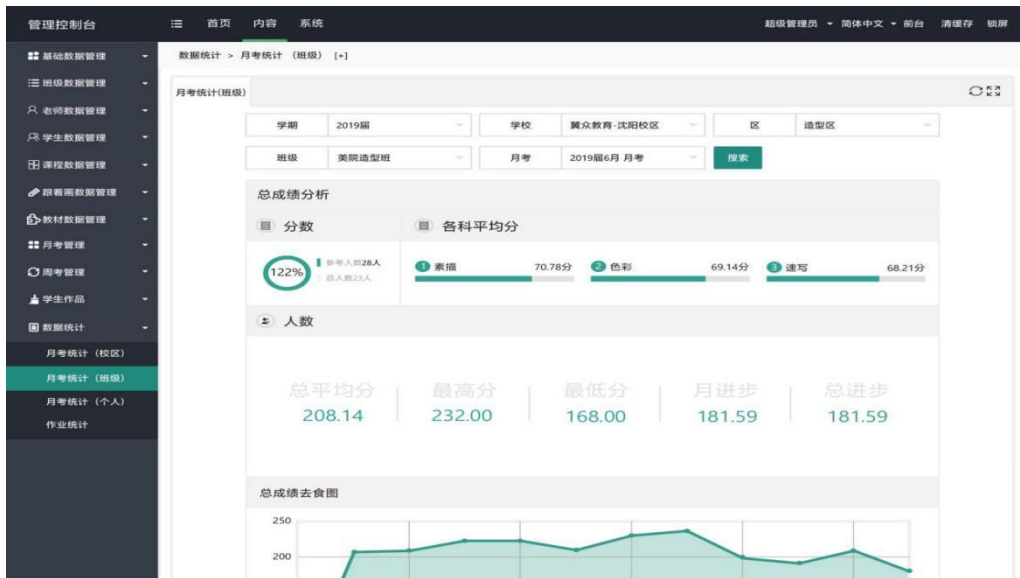 管理控制台 首页 内容 系统 超级管理员 简体中文 前台 清缓存 锁屏
基础数据管理
班级数据管理
老师数据管理
学生数据管理
课程数据管理
跟着画数据管理
教材数据管理
月考管理
周考管理
学生作品
数据统计
月考统计（校区）
月考统计（班级）
月考统计（个人）
作业统计
数据统计 > 月考统计 （班级） [+]
月考统计(班级)
学期 2019届 学校 翼众教育-沈阳校区 区 造型区
班级 美院造型班 月考 2019届6月 月考 搜索
总成绩分析
分数 各科平均分
122% 参考人数28人
总人数23人
1 素描 70.78分 2 色彩 69.14分 3 速写 68.21分
人数
总平均分 最高分 最低分 月进步 总进步
208.14 232.00 168.00 181.59 181.59
总成绩去食图
250
200